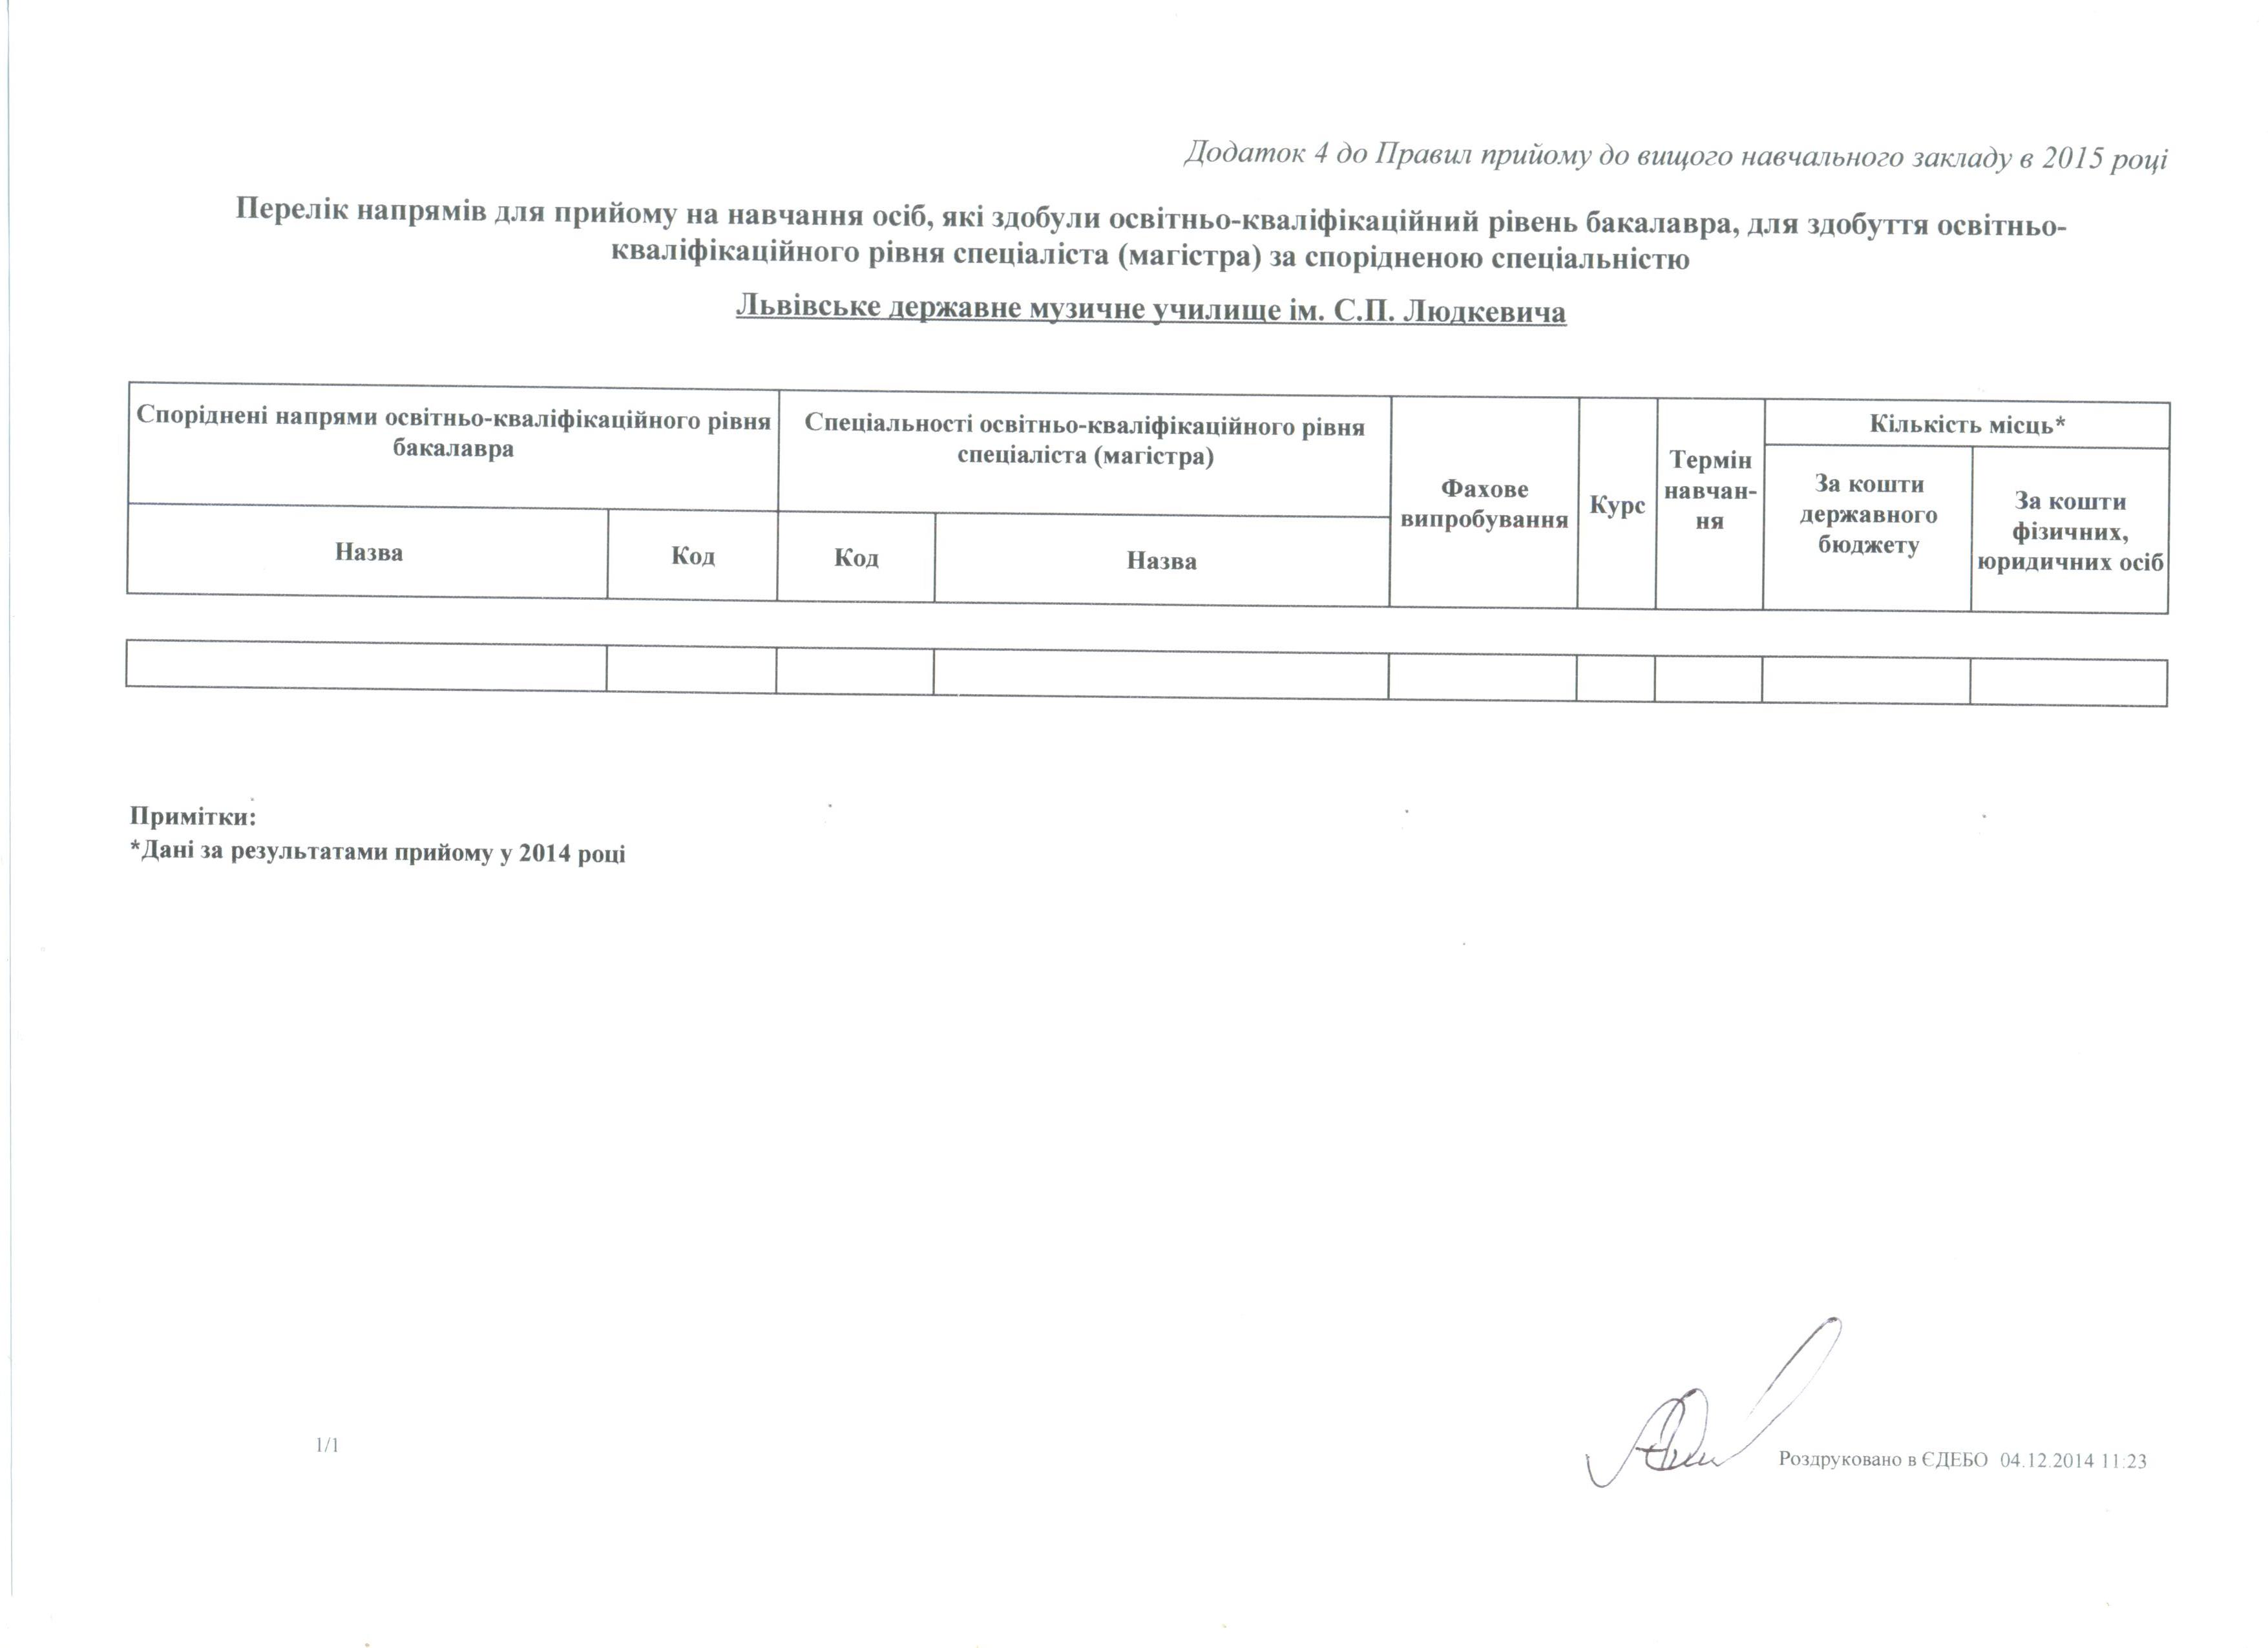 Додаток 4 до Правил прийому до вищого навчального закладу в 2015 році
Перелік напрямів для прийому на навчання осіб, які здобули освітньо-кваліфікаційний рівень бакалавра, для здобуття освітньо-
кваліфікаційного рівня спеціаліста (магістра) за спорідненою спеціальністю
Львівське державне музичне училище ім. С.П. Людкевича
Споріднені напрями освітньо-кваліфікаційного рівня
бакалавра
Спеціальності освітньо-кваліфікаційного рівня
спеціаліста (магістра)
Фахове
випробування
Курс
Термін
навчан-
ня
Кількість місць*
За кошти
державного
бюджету
За кошти
фізичних,
юридичних осіб
Назва
Код
Код
Назва
Примітки:
*Дані за результатами прийому у 2014 році
1/1
Роздруковано в ЄДЕБО 04.12.2014 11:23